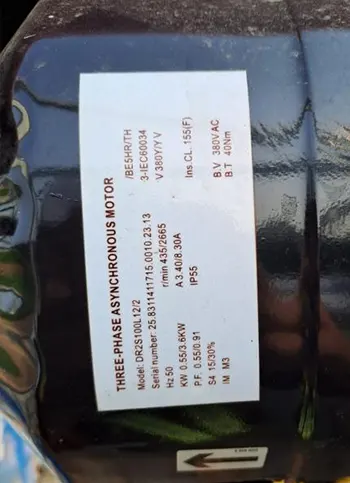 THREE-PHASE ASYNCHRONOUS MOTOR
Model: DR2S100L12/2 /BE5HR/TH
Serial number: 25.8311411715.0010.23.13 3-IEC60034
Hz 50 r/min 435/2665 V 380Y/Y V
KW 0.55/3.6KW A 3.40/8.30A
P.F. 0.55/0.91 IP55 Ins.CL. 155(F)
S4 15/30% B.V 380VAC
IM M3 B.T 40Nm